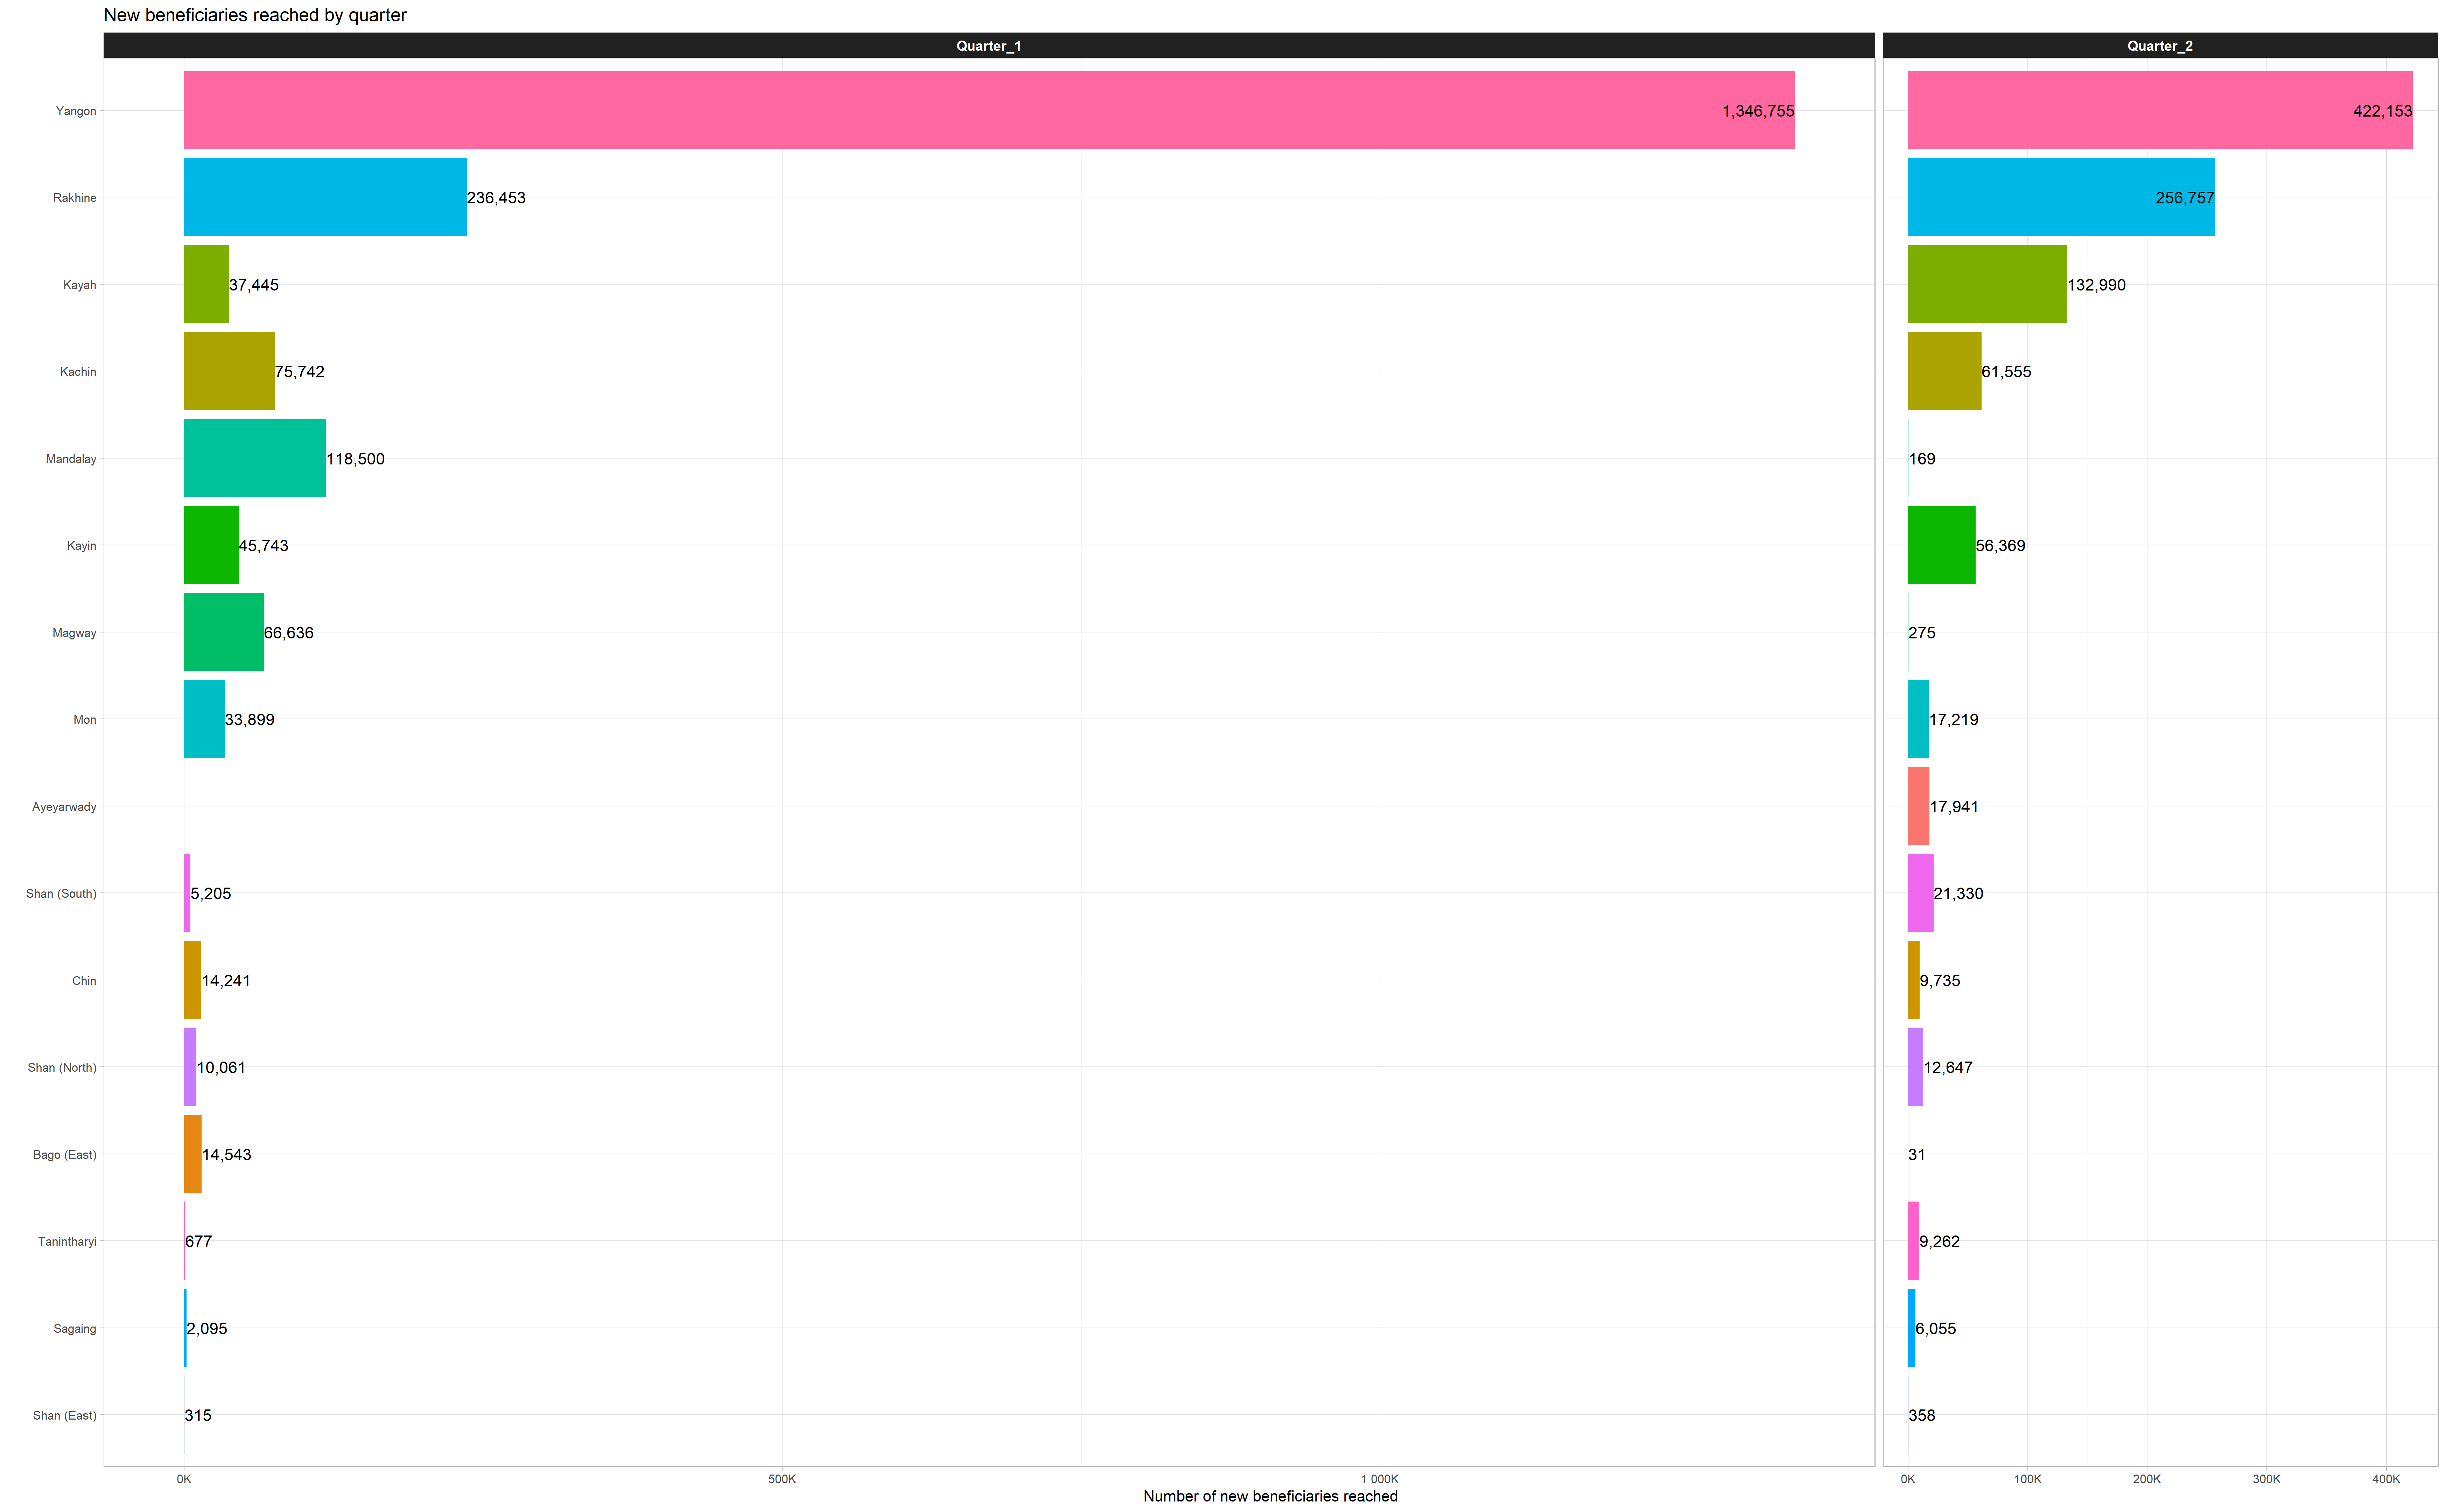 New beneficiaries reached by quarter
Quarter_1 Quarter_2
Yangon 1,346,755 422,153
Rakhine 236,453 256,757
Kayah 37,445 132,990
Kachin 75,742 61,555
Mandalay 118,500 169
Kayin 45,743 56,369
Magway 66,636 275
Mon 33,899 17,219
Ayeyarwady 17,941
Shan (South) 5,205 21,330
Chin 14,241 9,735
Shan (North) 10,061 12,647
Bago (East) 14,543 31
Tanintharyi 677 9,262
Sagaing 2,095 6,055
Shan (East) 315 358
0K 500K 1 000K 0K 100K 200K 300K 400K
Number of new beneficiaries reached